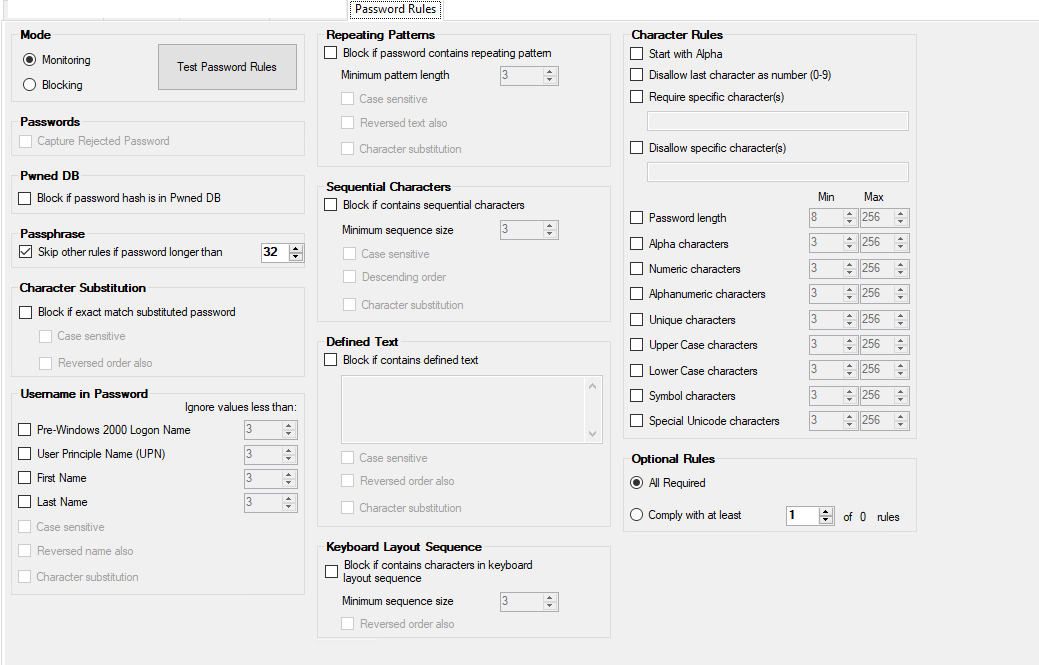 Password Rules
Mode
Monitoring
Blocking
Test Password Rules
Passwords
Capture Rejected Password
Pwned DB
Block if password hash is in Pwned DB
Passphrase
Skip other rules if password longer than 32
Character Substitution
Block if exact match substituted password
Case sensitive
Reversed order also
Username in Password
Ignore values less than:
Pre-Windows 2000 Logon Name 3
User Principle Name (UPN) 3
First Name 3
Last Name 3
Case sensitive
Reversed name also
Character substitution
Repeating Patterns
Block if password contains repeating pattern
Minimum pattern length 3
Case sensitive
Reversed text also
Character substitution
Sequential Characters
Block if contains sequential characters
Minimum sequence size 3
Case sensitive
Descending order
Character substitution
Defined Text
Block if contains defined text
Case sensitive
Reversed order also
Character substitution
Keyboard Layout Sequence
Block if contains characters in keyboard
layout sequence
Minimum sequence size 3
Reversed order also
Character Rules
Start with Alpha
Disallow last character as number (0-9)
Require specific character(s)
Disallow specific character(s)
Min Max
Password length 8 256
Alpha characters 3 256
Numeric characters 3 256
Alphanumeric characters 3 256
Unique characters 3 256
Upper Case characters 3 256
Lower Case characters 3 256
Symbol characters 3 256
Special Unicode characters 3 256
Optional Rules
All Required
Comply with at least 1 of 0 rules